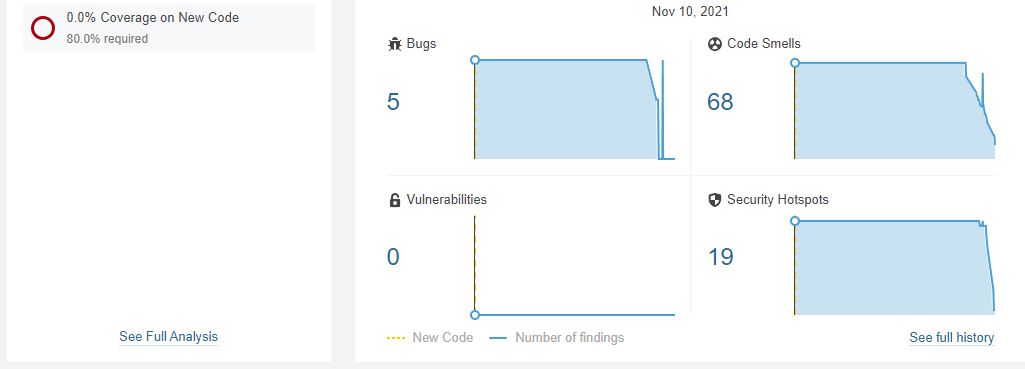 0.0% Coverage on New Code
80.0% required
See Full Analysis
Nov 10, 2021
Bugs
5
Code Smells
68
Vulnerabilities
0
Security Hotspots
19
New Code
Number of findings
See full history